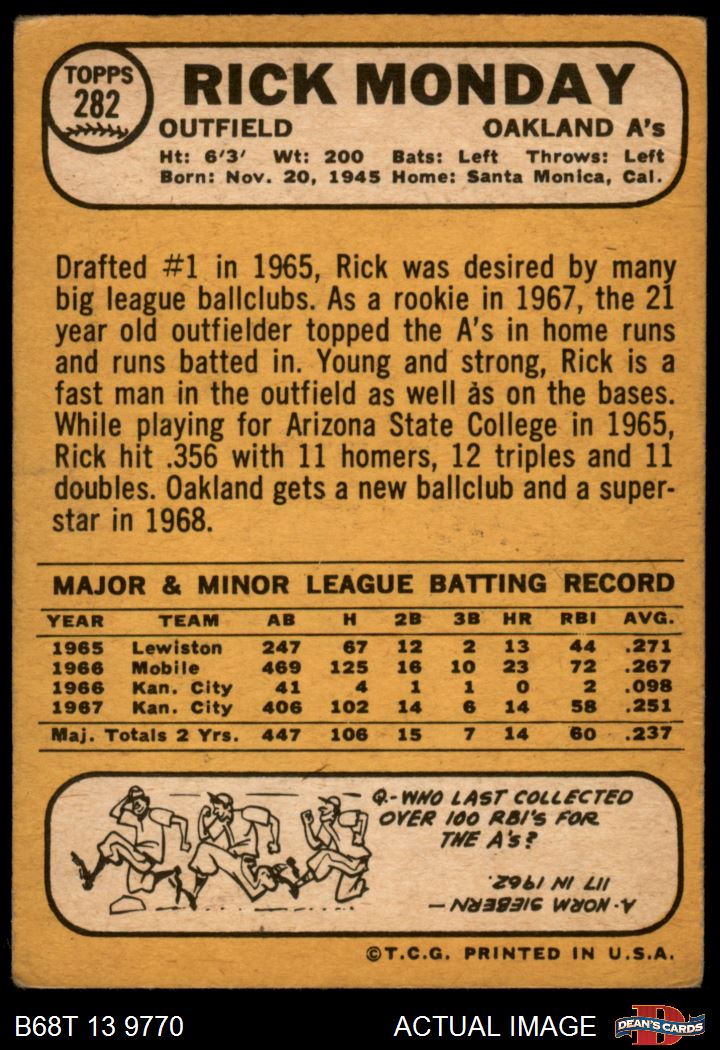 TOPPS
282
RICK MONDAY
OUTFIELD OAKLAND A's
Ht: 6'3' Wt: 200 Bats: Left Throws: Left
Born: Nov. 20, 1945 Home: Santa Monica, Cal.
Drafted #1 in 1965, Rick was desired by many
big league ballclubs. As a rookie in 1967, the 21
year old outfielder topped the A's in home runs
and runs batted in. Young and strong, Rick is a
fast man in the outfield as well as on the bases.
While playing for Arizona State College in 1965,
Rick hit .356 with 11 homers, 12 triples and 11
doubles. Oakland gets a new ballclub and a super-
star in 1968.
MAJOR & MINOR LEAGUE BATTING RECORD
YEAR TEAM AB H 2B 3B HR RBI AVG.
1965 Lewiston 247 67 12 2 13 44 .271
1966 Mobile 469 125 16 10 23 72 .267
1966 Kan. City 41 4 1 1 0 2 .098
1967 Kan. City 406 102 14 6 14 58 .251
Maj. Totals 2 Yrs. 447 106 15 7 14 60 .237
Q.-WHO LAST COLLECTED
OVER 100 RBI'S FOR
THE A's?
A.-NORM SIEBERN—
117 IN 1962.
©T.C.G. PRINTED IN U.S.A.
B68T 13 9770 ACTUAL IMAGE
D
DEAN'S CARDS